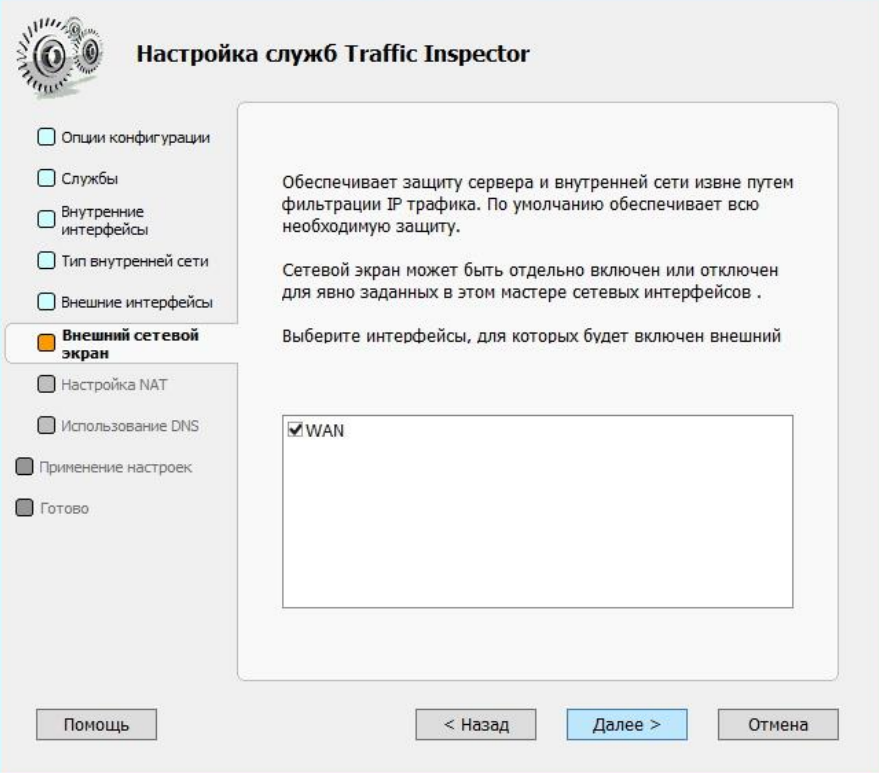 Настройка служб Traffic Inspector
Опции конфигурации
Службы
Внутренние
интерфейсы
Тип внутренней сети
Внешние интерфейсы
Внешний сетевой
экран
Настройка NAT
Использование DNS
Применение настроек
Готово
Обеспечивает защиту сервера и внутренней сети извне путем
фильтрации IP трафика. По умолчанию обеспечивает всю
необходимую защиту.
Сетевой экран может быть отдельно включен или отключен
для явно заданных в этом мастере сетевых интерфейсов .
Выберите интерфейсы, для которых будет включен внешний
WAN
Помощь
< Назад
Далее >
Отмена